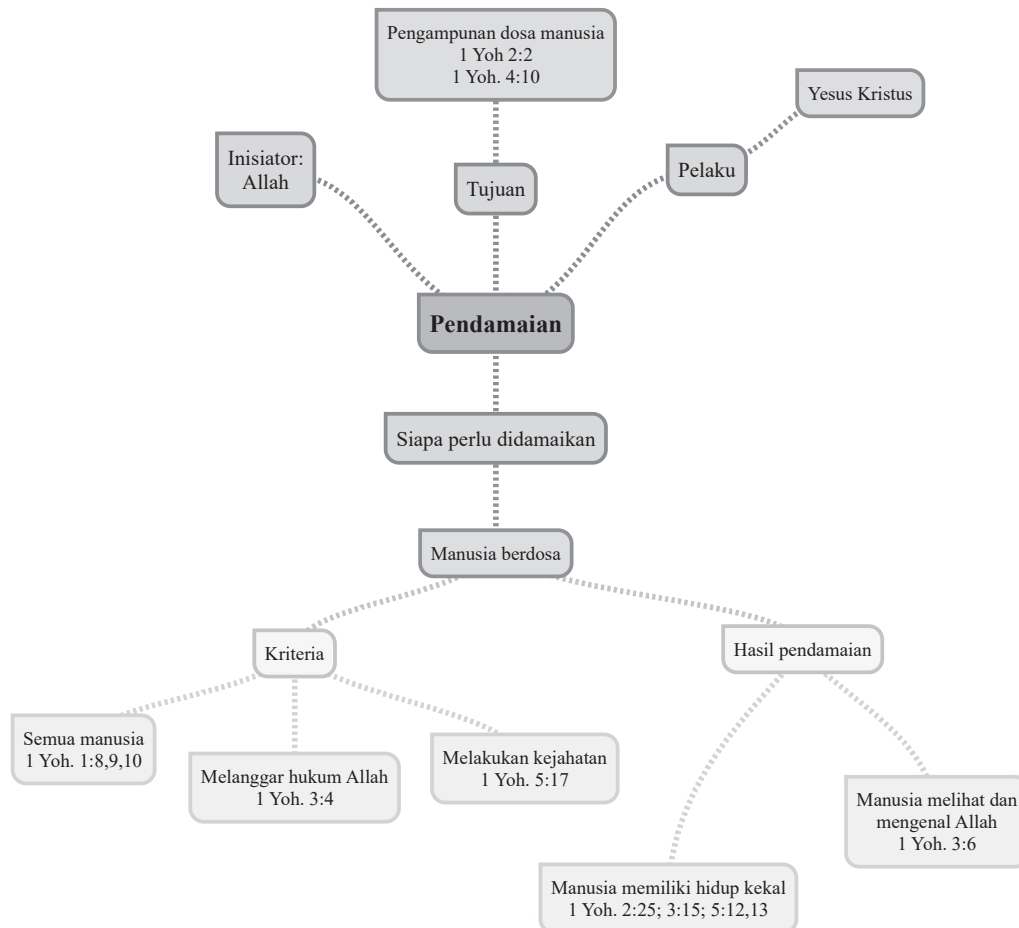 Pengampunan dosa manusia
1 Yoh 2:2
1 Yoh. 4:10
Yesus Kristus
Inisiator:
Allah
Tujuan
Pelaku
Pendamaian
Siapa perlu didamaikan
Manusia berdosa
Kriteria
Hasil pendamaian
Semua manusia
1 Yoh. 1:8,9,10
Melanggar hukum Allah
1 Yoh. 3:4
Melakukan kejahatan
1 Yoh. 5:17
Manusia melihat dan
mengenal Allah
1 Yoh. 3:6
Manusia memiliki hidup kekal
1 Yoh. 2:25; 3:15; 5:12,13